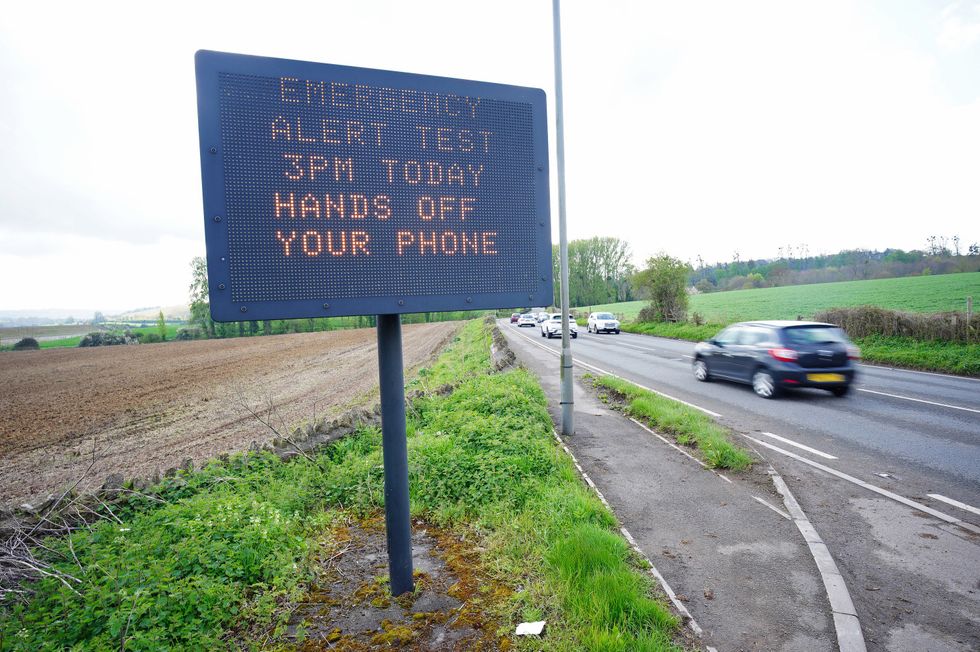 EMERGENCY
ALERT TEST
3PM TODAY
HANDS OFF
YOUR PHONE